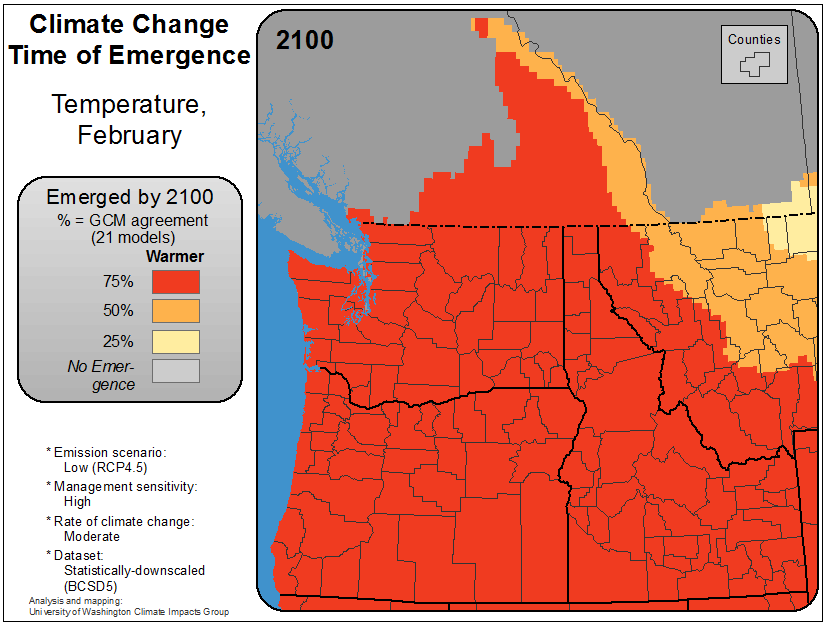 Climate Change
Time of Emergence
Temperature,
February
Emerged by 2100
% = GCM agreement
(21 models)
Warmer
75%
50%
25%
No Emer-
gence
* Emission scenario:
Low (RCP4.5)
* Management sensitivity:
High
* Rate of climate change:
Moderate
* Dataset:
Statistically-downscaled
(BCSD5)
Analysis and mapping:
University of Washington Climate Impacts Group
2100
Counties